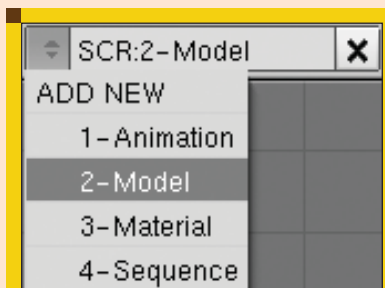 SCR:2-Model
ADD NEW
1-Animation
2-Model
3-Material
4-Sequence